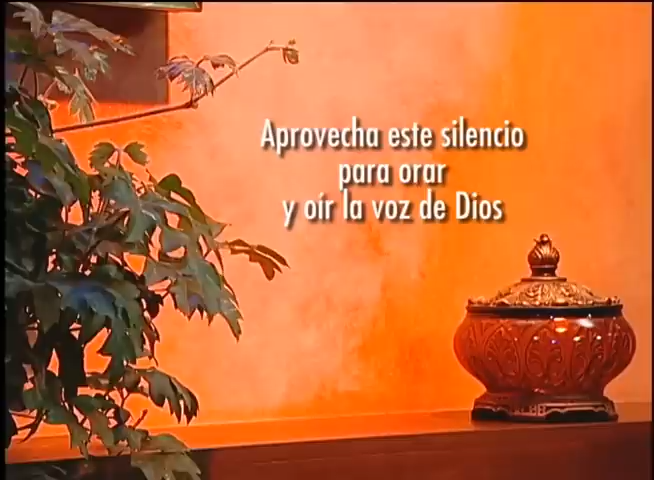 Aprovecha este silencio
para orar
y oír la voz de Dios